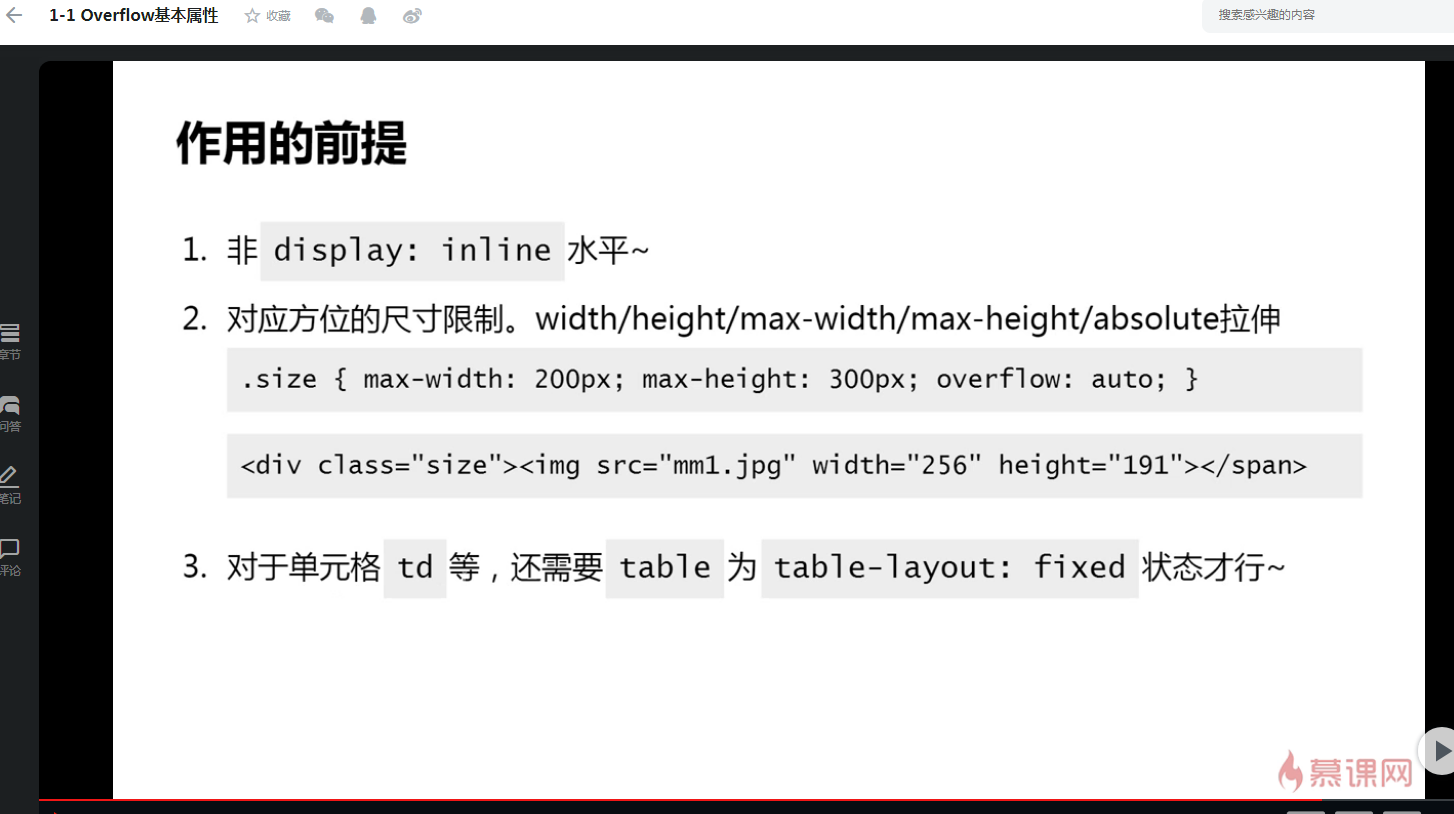 1-1 Overflow基本属性 收藏 搜索感兴趣的内容
作用的前提
1. 非 display: inline 水平~
2. 对应方位的尺寸限制。width/height/max-width/max-height/absolute拉伸
.size { max-width: 200px; max-height: 300px; overflow: auto; }
<div class="size"><img src="mm1.jpg" width="256" height="191"></span>
3. 对于单元格 td 等，还需要 table 为 table-layout: fixed 状态才行~
章节
问答
笔记
评论
慕课网